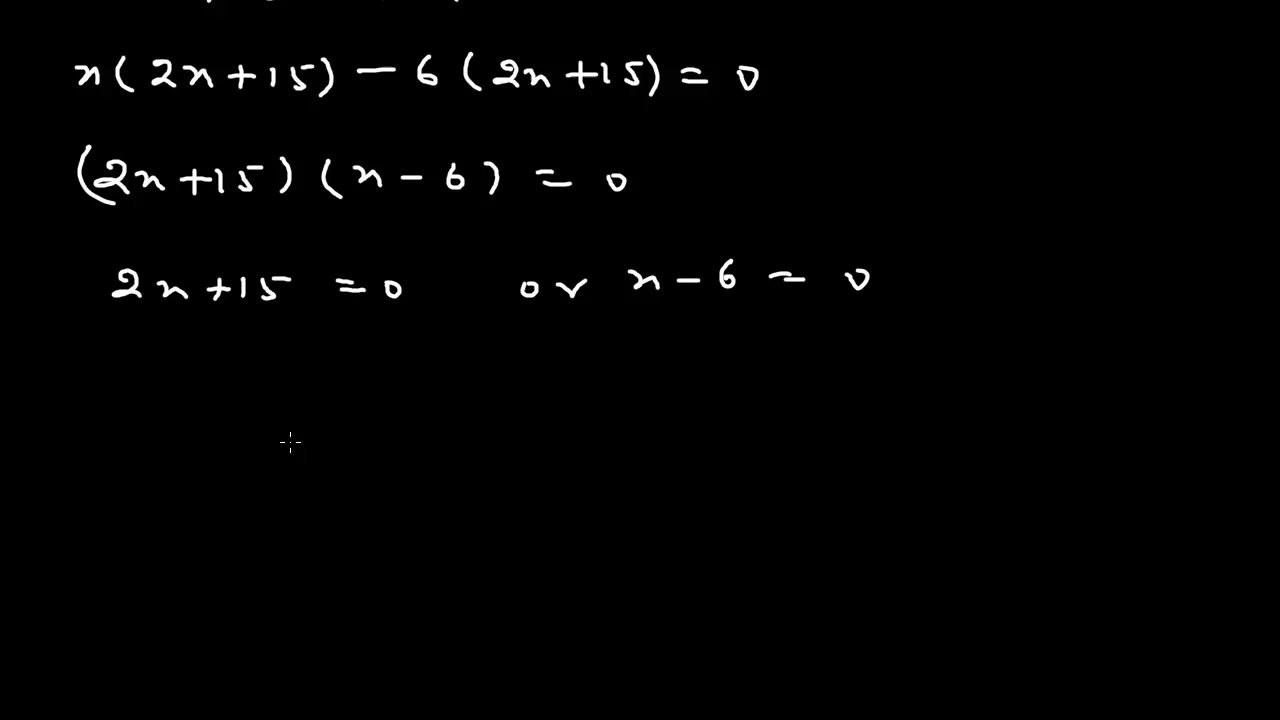 x(2x+15) - 6(2x+15) = 0
(2x+15)(x-6) = 0
2x+15 = 0 or x-6 = 0